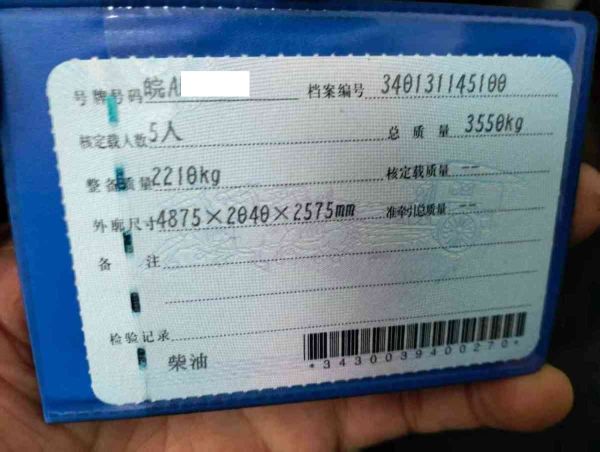 号牌号码 皖A 档案编号 340131145100
核定载人数 5人 总质量 3550kg
整备质量 2210kg 核定载质量 --
外廓尺寸 4875×2040×2575mm 准牵引总质量 --
备注
检验记录
柴油
*3430039400270*